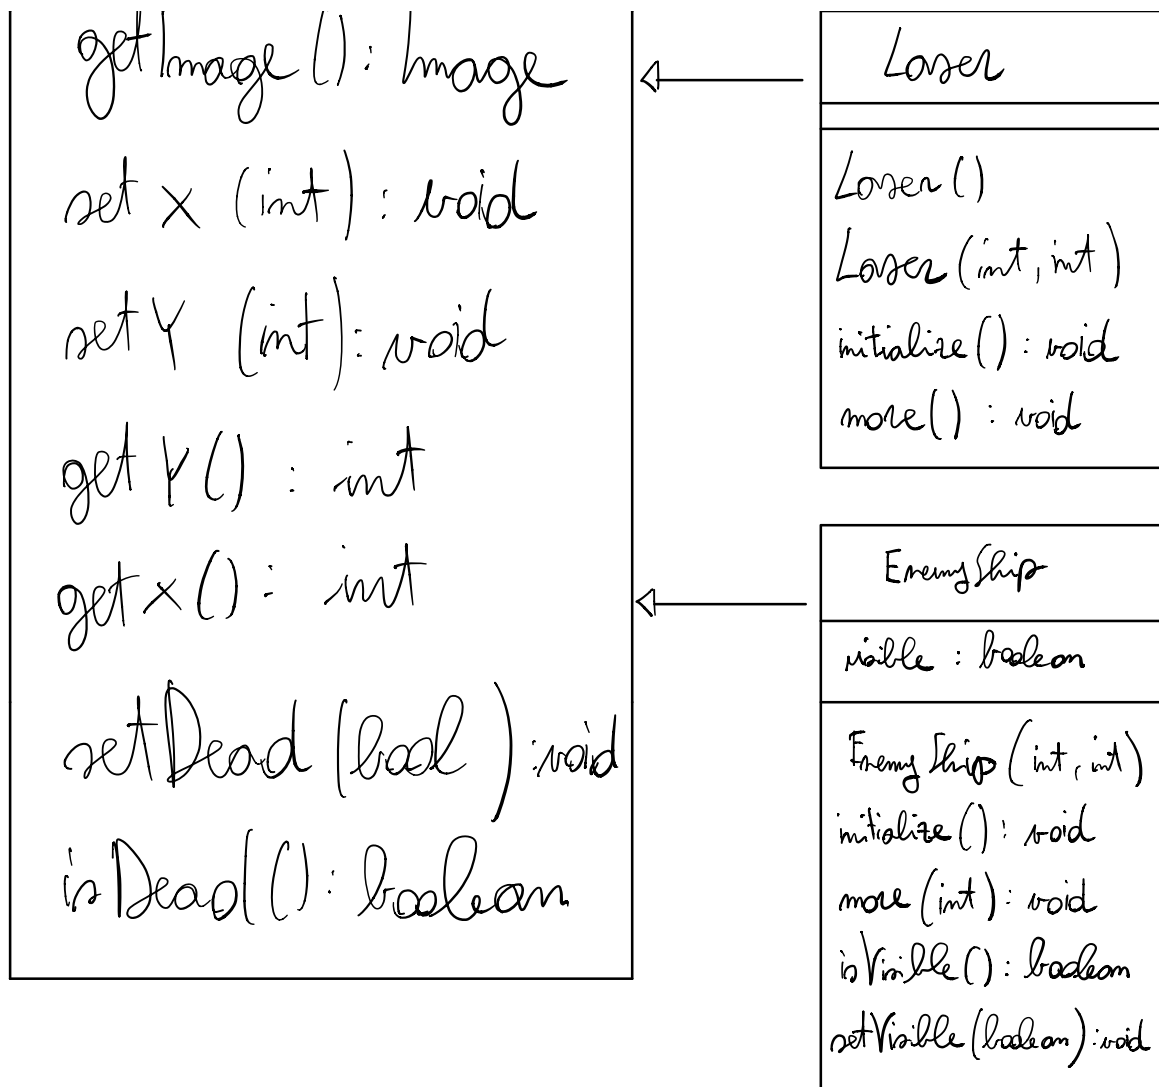 getImage () : Image
set X (int) : void
set Y (int) : void
get Y () : int
get X () : int
setDead (bool ) : void
isDead () : boolean
Laser
Laser ()
Laser (int, int)
initialize () : void
move () : void
EnemyShip
visible : boolean
EnemyShip (int, int)
initialize () : void
move (int) : void
isVisible () : boolean
setVisible (boolean) : void